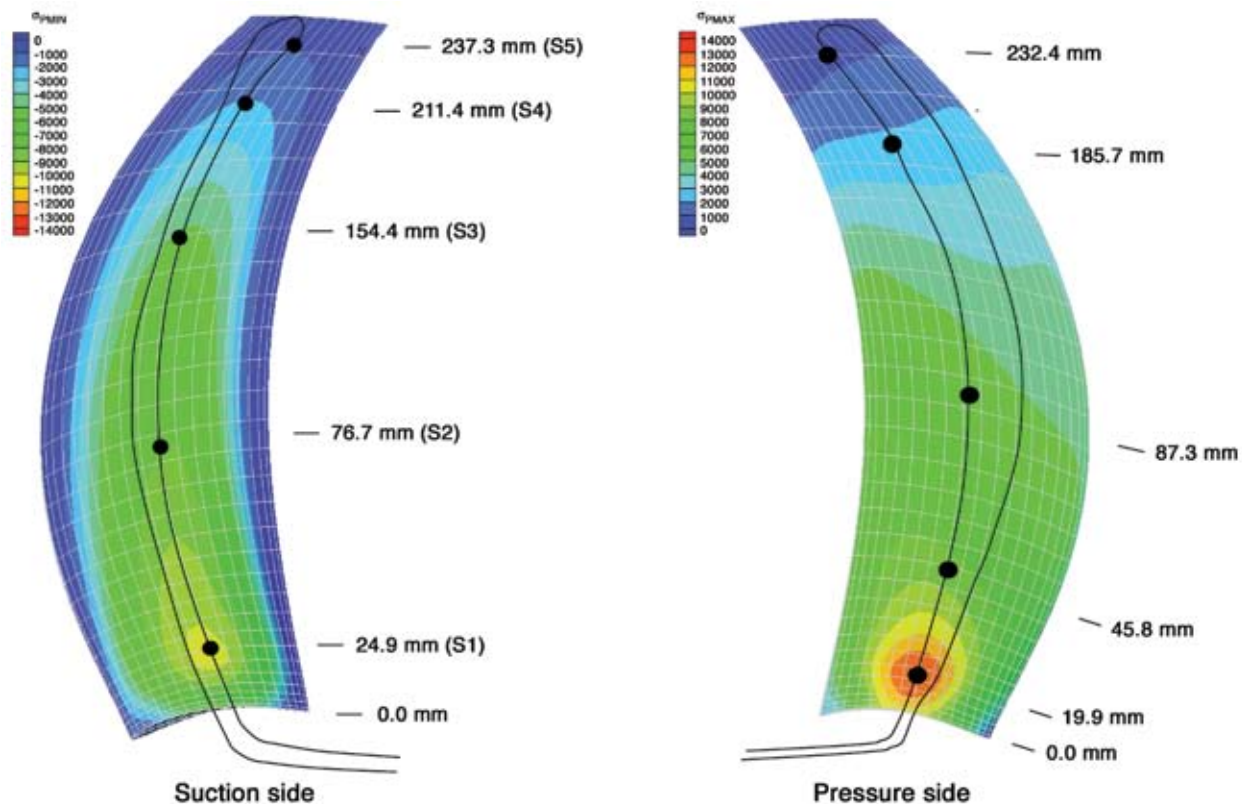 σPMIN
0
-1000
-2000
-3000
-4000
-5000
-6000
-7000
-8000
-9000
-10000
-11000
-12000
-13000
-14000
237.3 mm (S5)
211.4 mm (S4)
154.4 mm (S3)
76.7 mm (S2)
24.9 mm (S1)
0.0 mm
Suction side
σPMAX
14000
13000
12000
11000
10000
9000
8000
7000
6000
5000
4000
3000
2000
1000
0
232.4 mm
185.7 mm
87.3 mm
45.8 mm
19.9 mm
0.0 mm
Pressure side